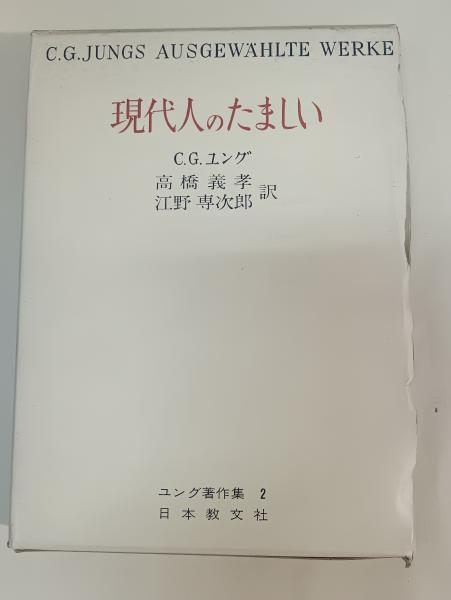 C.G.JUNGS AUSGEWÄHLTE WERKE
現代人のたましい
C.G.ユング
高橋義孝
江野専次郎 訳
ユング著作集 2
日本教文社